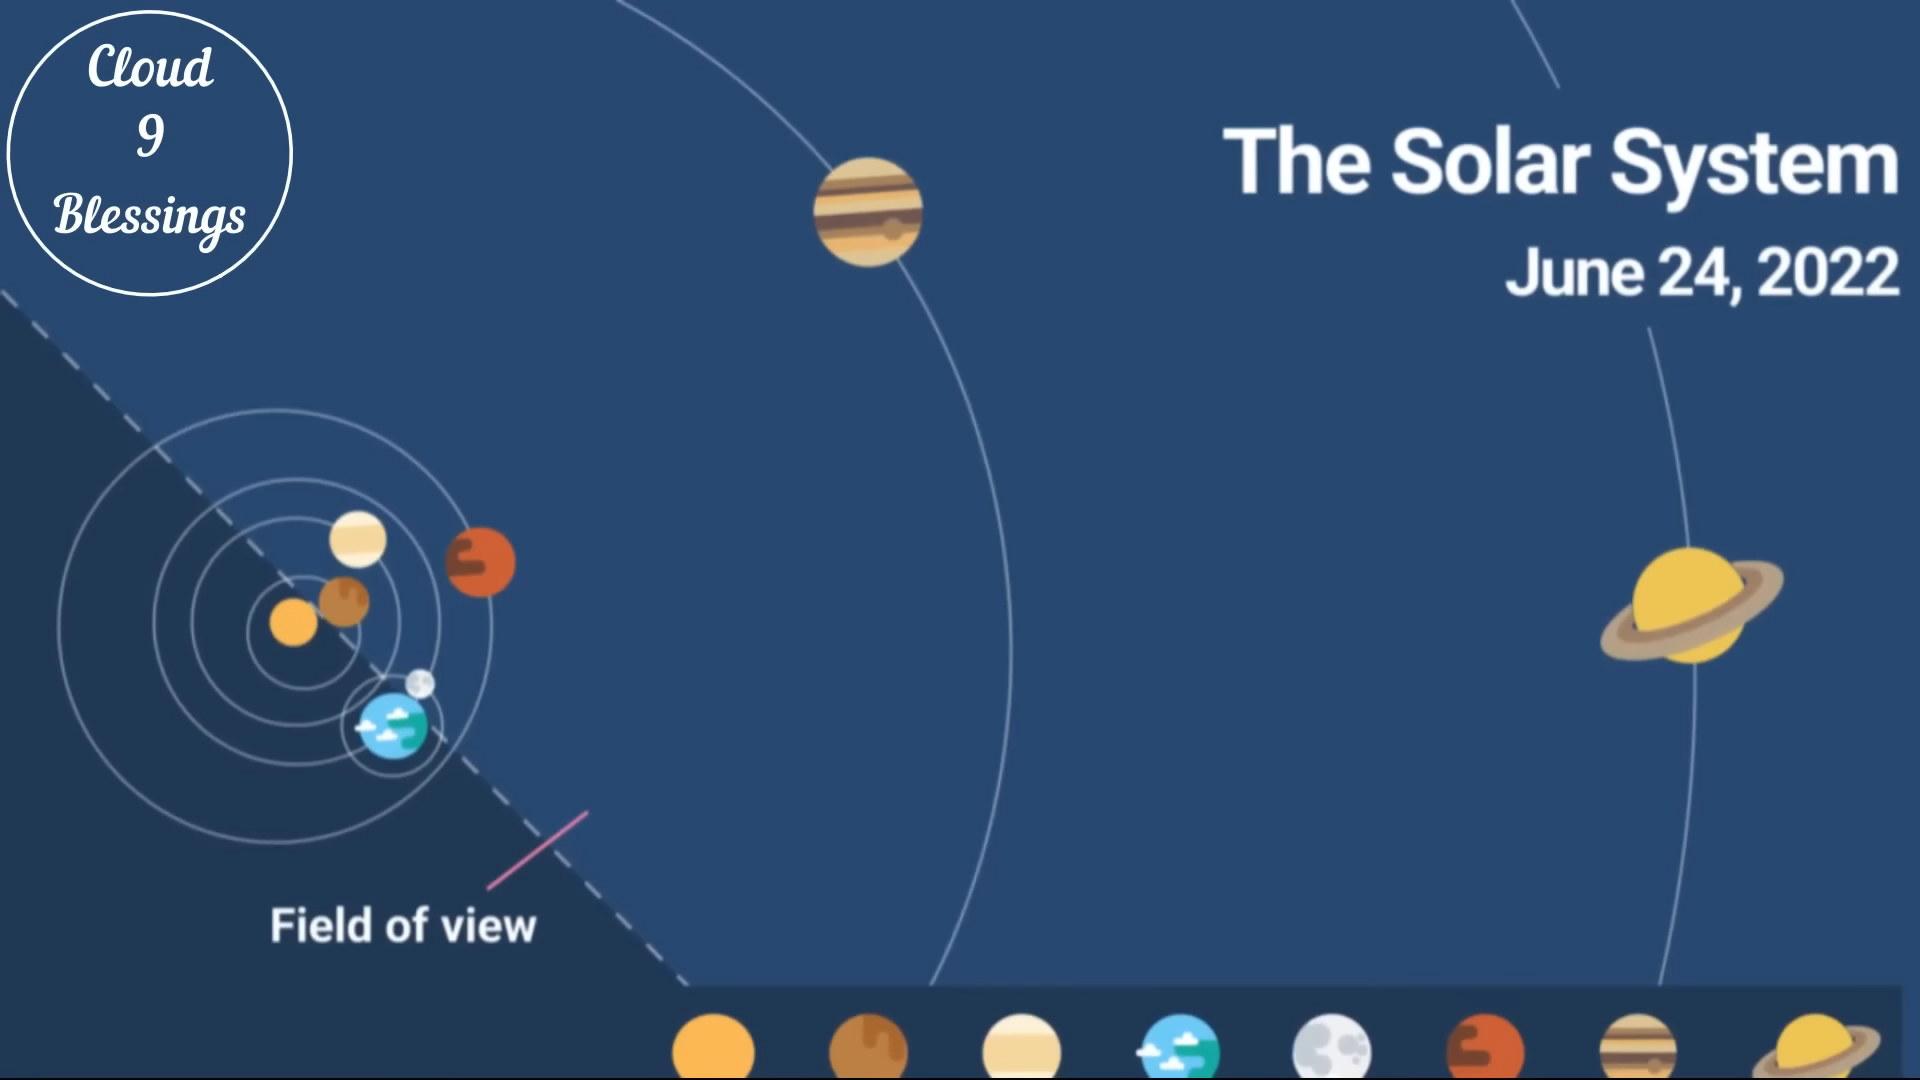 Cloud
9
Blessings
The Solar System
June 24, 2022
Field of view